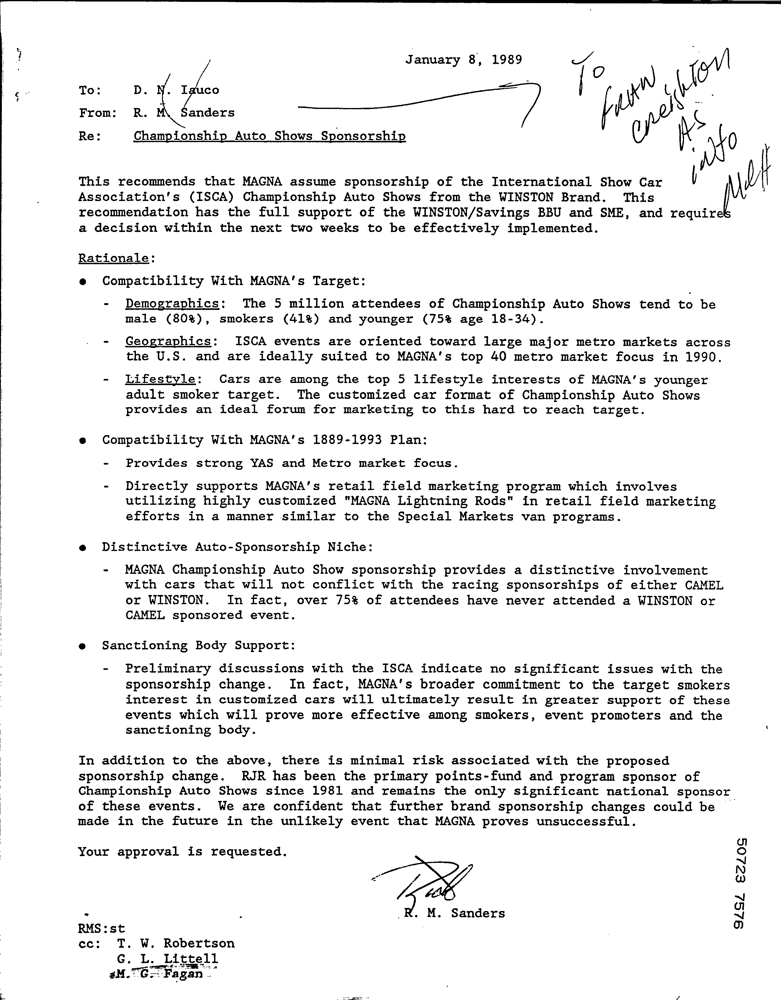 January 8, 1989
To
FRAN
Creighton
As
info
To: D. N. Iauco
From: R. M. Sanders
Re: Championship Auto Shows Sponsorship
This recommends that MAGNA assume sponsorship of the International Show Car
Association's (ISCA) Championship Auto Shows from the WINSTON Brand. This
recommendation has the full support of the WINSTON/Savings BBU and SME, and requires
a decision within the next two weeks to be effectively implemented.
Rationale:
● Compatibility With MAGNA's Target:
- Demographics: The 5 million attendees of Championship Auto Shows tend to be
male (80%), smokers (41%) and younger (75% age 18-34).
- Geographics: ISCA events are oriented toward large major metro markets across
the U.S. and are ideally suited to MAGNA's top 40 metro market focus in 1990.
- Lifestyle: Cars are among the top 5 lifestyle interests of MAGNA's younger
adult smoker target. The customized car format of Championship Auto Shows
provides an ideal forum for marketing to this hard to reach target.
● Compatibility With MAGNA's 1889-1993 Plan:
- Provides strong YAS and Metro market focus.
- Directly supports MAGNA's retail field marketing program which involves
utilizing highly customized "MAGNA Lightning Rods" in retail field marketing
efforts in a manner similar to the Special Markets van programs.
● Distinctive Auto-Sponsorship Niche:
- MAGNA Championship Auto Show sponsorship provides a distinctive involvement
with cars that will not conflict with the racing sponsorships of either CAMEL
or WINSTON. In fact, over 75% of attendees have never attended a WINSTON or
CAMEL sponsored event.
● Sanctioning Body Support:
- Preliminary discussions with the ISCA indicate no significant issues with the
sponsorship change. In fact, MAGNA's broader commitment to the target smokers
interest in customized cars will ultimately result in greater support of these
events which will prove more effective among smokers, event promoters and the
sanctioning body.
In addition to the above, there is minimal risk associated with the proposed
sponsorship change. RJR has been the primary points-fund and program sponsor of
Championship Auto Shows since 1981 and remains the only significant national sponsor
of these events. We are confident that further brand sponsorship changes could be
made in the future in the unlikely event that MAGNA proves unsuccessful.
Your approval is requested.
Rick
R. M. Sanders
RMS:st
cc: T. W. Robertson
G. L. Littell
M. G. Fagan
50723 7576